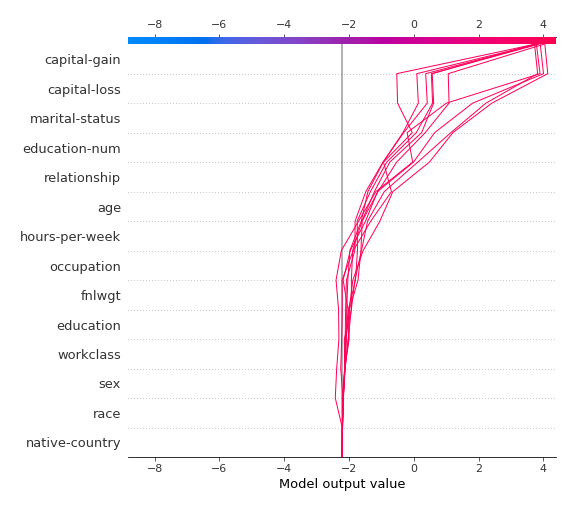 −8 −6 −4 −2 0 2 4
capital-gain
capital-loss
marital-status
education-num
relationship
age
hours-per-week
occupation
fnlwgt
education
workclass
sex
race
native-country
−8 −6 −4 −2 0 2 4
Model output value